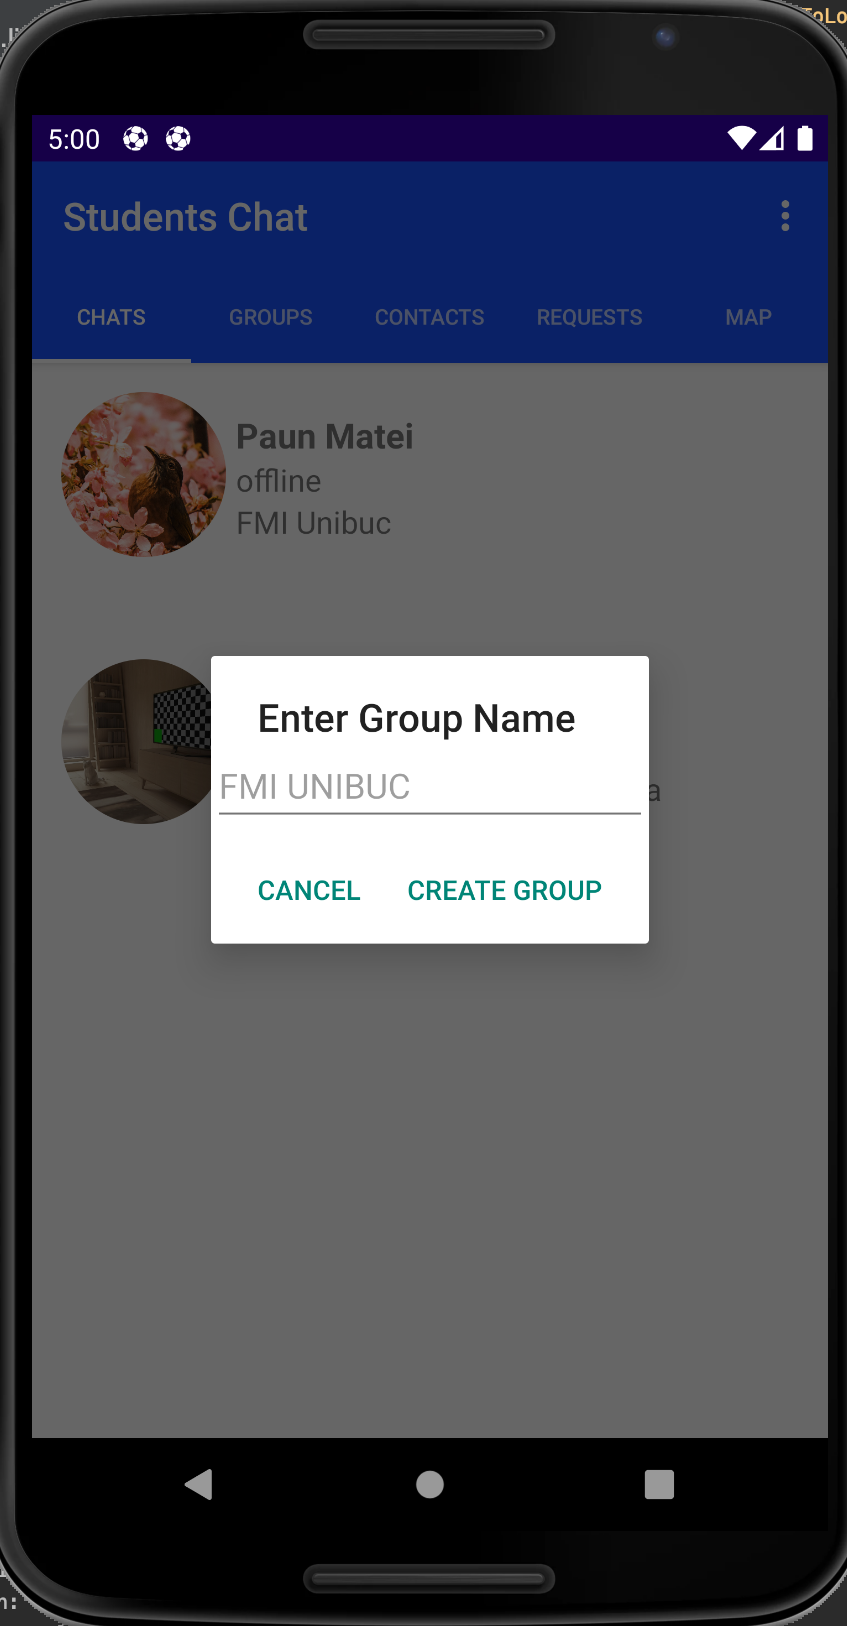 ToLo
5:00
Students Chat
CHATS GROUPS CONTACTS REQUESTS MAP
Paun Matei
offline
FMI Unibuc
Enter Group Name
FMI UNIBUC
a
CANCEL CREATE GROUP
n: